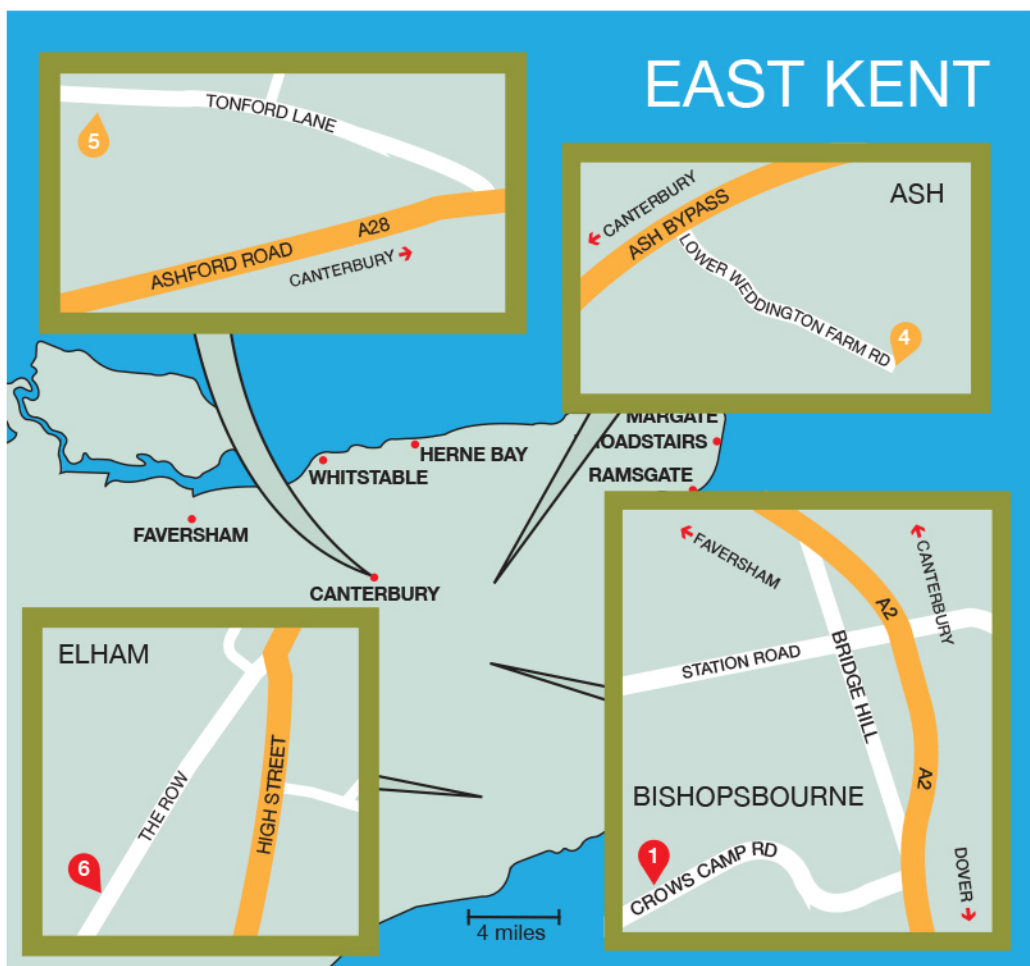 EAST KENT
TONFORD LANE
5
A28
ASHFORD ROAD
CANTERBURY
ASH
CANTERBURY
ASH BYPASS
LOWER WEDDINGTON FARM RD
4
MARGATE
ROADSTAIRS
HERNE BAY
WHITSTABLE
RAMSGATE
FAVERSHAM
CANTERBURY
FAVERSHAM
CANTERBURY
A2
STATION ROAD
BRIDGE HILL
A2
BISHOPSBOURNE
1
CROWS CAMP RD
DOVER
ELHAM
THE ROW
HIGH STREET
6
4 miles